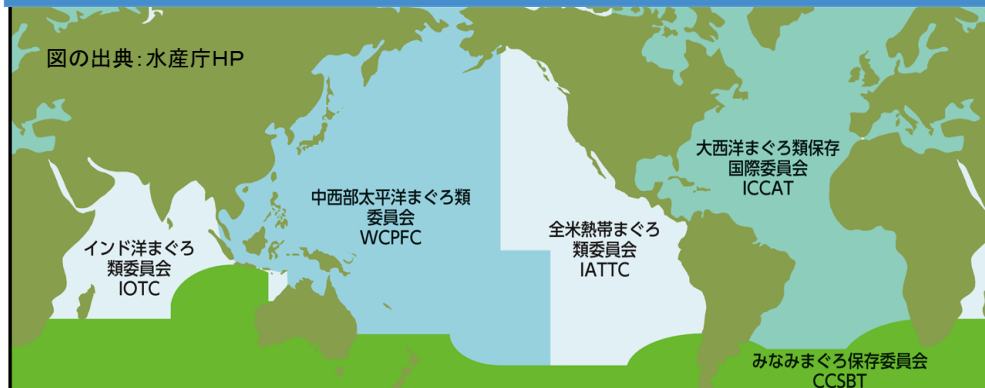 図の出典：水産庁HP
大西洋まぐろ類保存
国際委員会
ICCAT
中西部太平洋まぐろ類
委員会
WCPFC
全米熱帯まぐろ
類委員会
IATTC
インド洋まぐろ
類委員会
IOTC
みなみまぐろ保存委員会
CCSBT